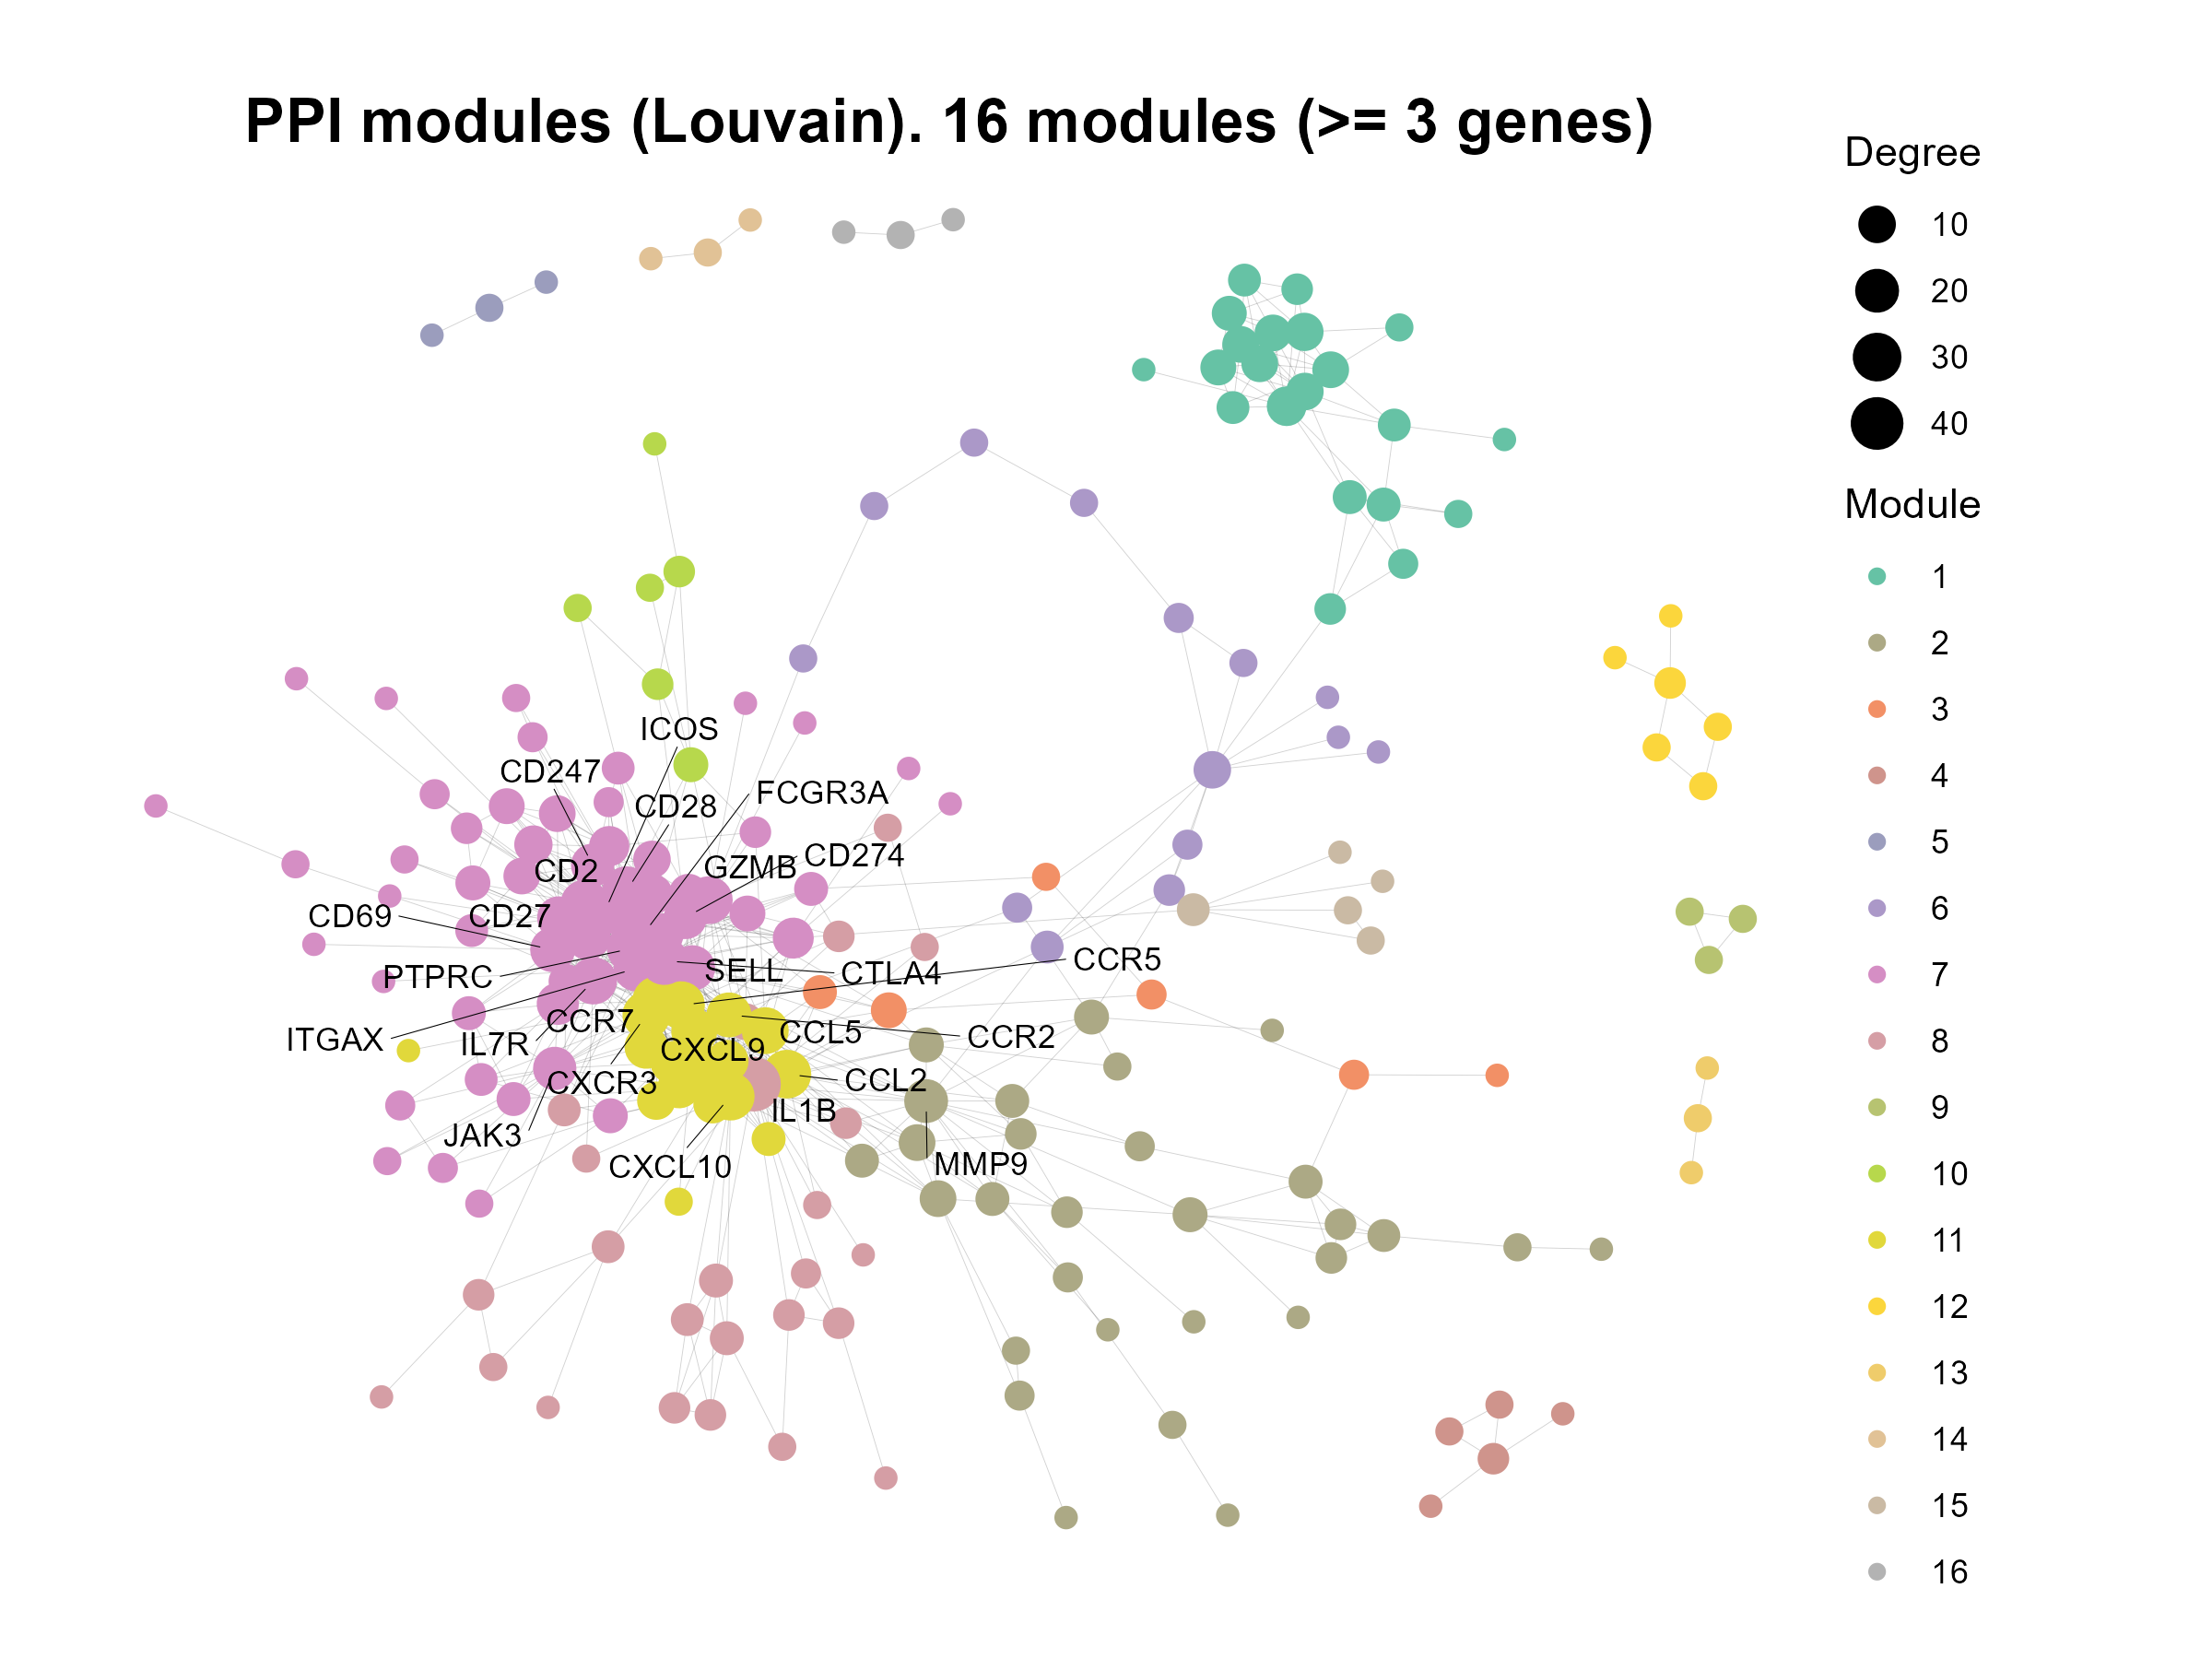 PPI modules (Louvain). 16 modules (>= 3 genes)
Degree
10
20
30
40
Module
1
2
3
4
5
6
7
8
9
10
11
12
13
14
15
16
ICOS
CD247
FCGR3A
CD28
CD274
GZMB
CD2
CD69
CD27
CCR5
SELL
CTLA4
PTPRC
CCR7
CCL5
CCR2
ITGAX
IL7R
CXCL9
CXCR3
CCL2
IL1B
JAK3
CXCL10
MMP9